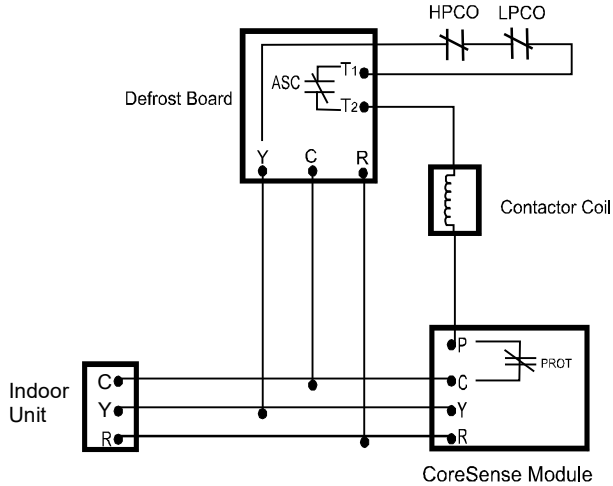 HPCO LPCO
Defrost Board
ASC
T1
T2
Y C R
Contactor Coil
P
PROT
Indoor
Unit
C
Y
R
C
Y
R
CoreSense Module